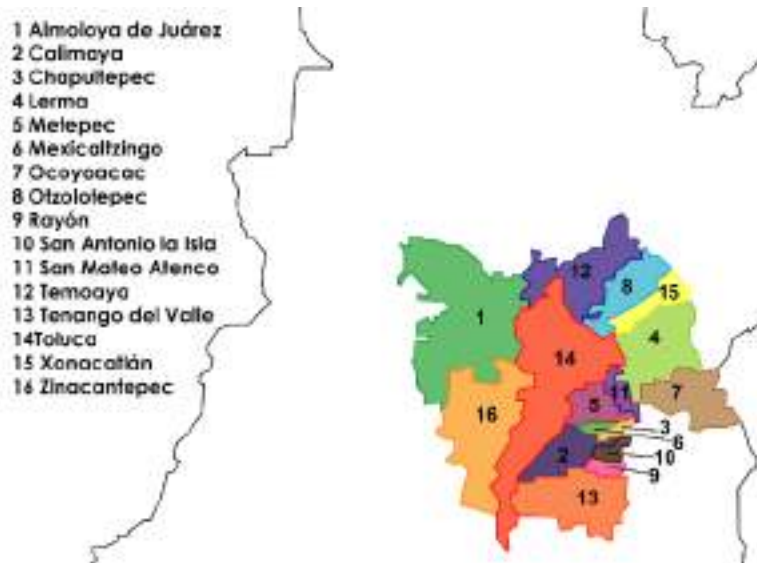 1 Almoloya de Juárez
2 Calimaya
3 Chapultepec
4 Lerma
5 Metepec
6 Mexicaltzingo
7 Ocoyoacac
8 Otzolotepec
9 Rayón
10 San Antonio la Isla
11 San Mateo Atenco
12 Temoaya
13 Tenango del Valle
14Toluca
15 Xonacatlán
16 Zinacantepec
12
8
15
1
4
14
7
5
11
16
3
6
2
10
9
13